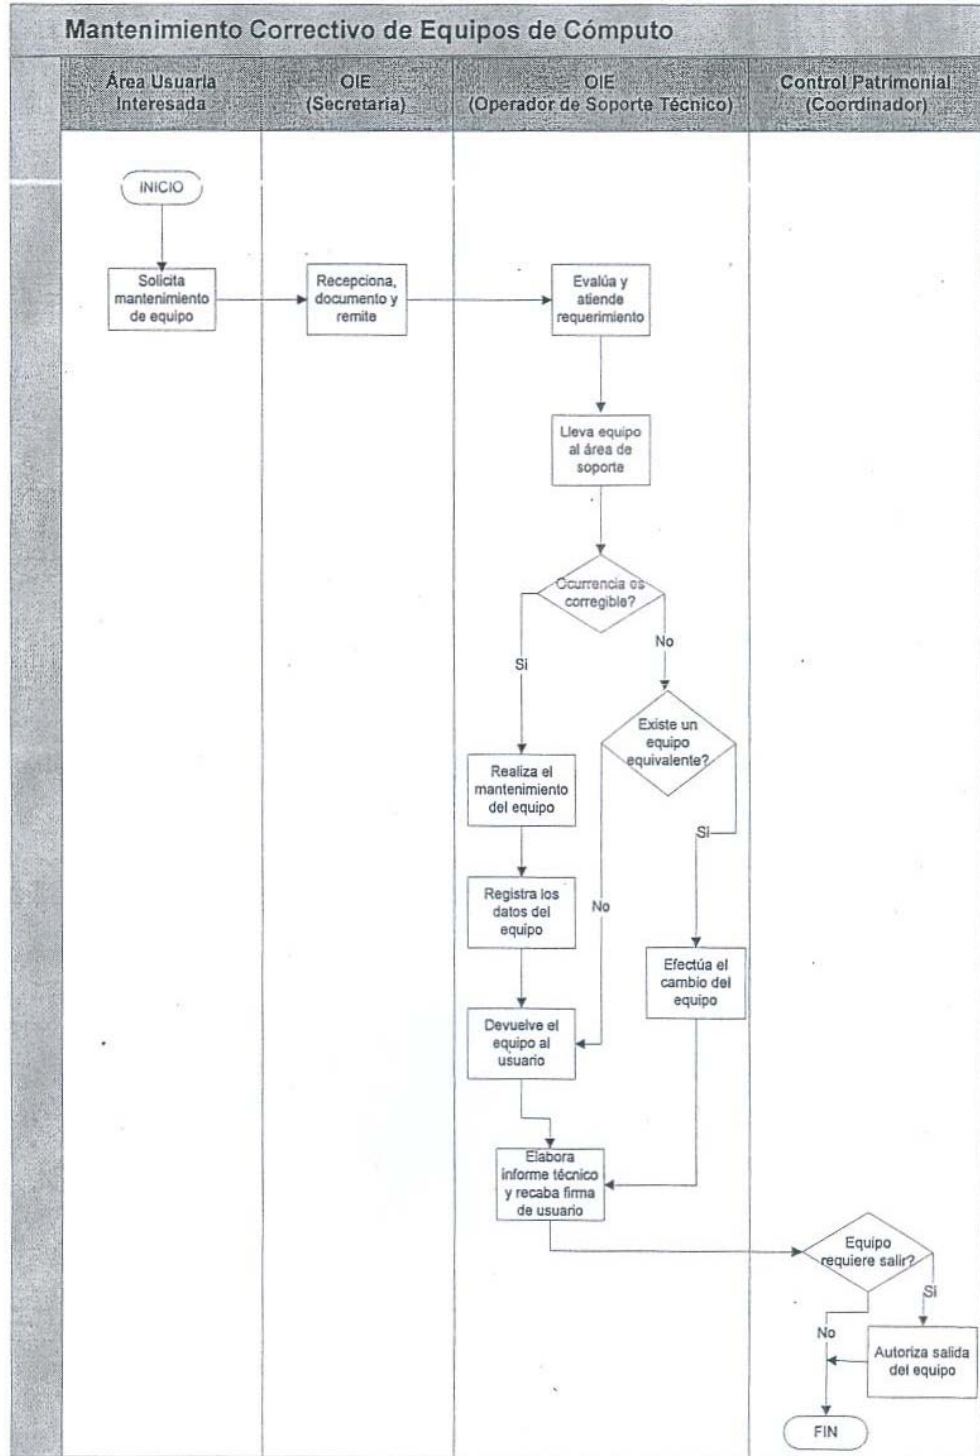 Mantenimiento Correctivo de Equipos de Cómputo
Área Usuaria
Interesada
OIE
(Secretaria)
OIE
(Operador de Soporte Técnico)
Control Patrimonial
(Coordinador)
INICIO
Solicita
mantenimiento
de equipo
Recepciona,
documento y
remite
Evalúa y
atiende
requerimiento
Lleva equipo
al área de
soporte
Ocurrencia es
corregible?
Si
No
Existe un
equipo
equivalente?
Realiza el
mantenimiento
del equipo
Si
Registra los
datos del
equipo
No
Efectúa el
cambio del
equipo
Devuelve el
equipo al
usuario
Elabora
informe técnico
y recaba firma
de usuario
Equipo
requiere salir?
Si
No
Autoriza salida
del equipo
FIN